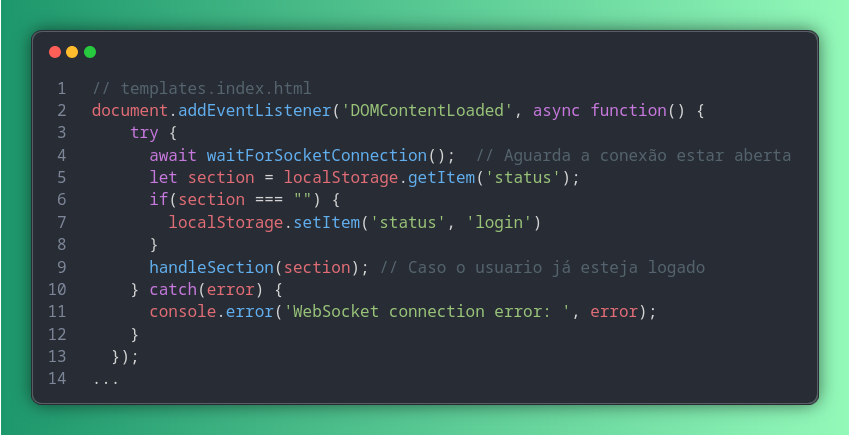 1 // templates.index.html
2 document.addEventListener('DOMContentLoaded', async function() {
3     try {
4       await waitForSocketConnection();  // Aguarda a conexão estar aberta
5       let section = localStorage.getItem('status');
6       if(section === "") {
7         localStorage.setItem('status', 'login')
8       }
9       handleSection(section); // Caso o usuario já esteja logado
10     } catch(error) {
11       console.error('WebSocket connection error: ', error);
12     }
13   });
14 ...